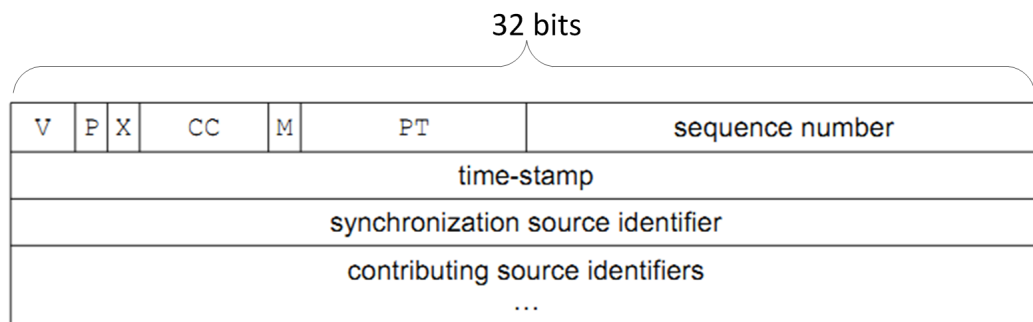 32 bits
V P X CC M PT sequence number
time-stamp
synchronization source identifier
contributing source identifiers
...